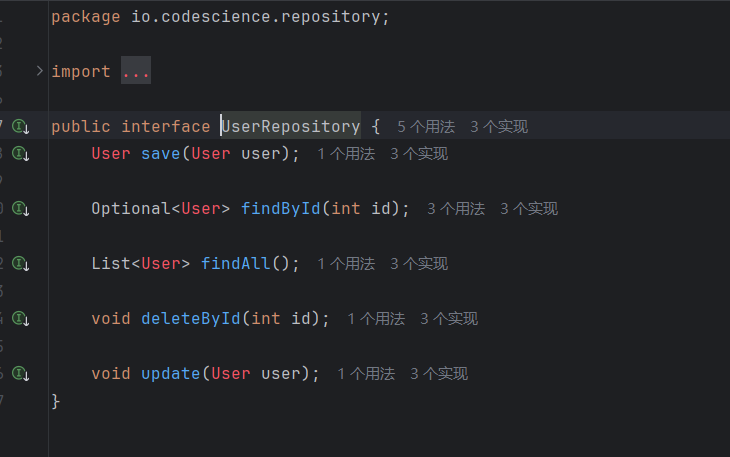 package io.codescience.repository;
import ...
public interface UserRepository { 5 个用法 3 个实现
User save(User user); 1 个用法 3 个实现
Optional<User> findById(int id); 3 个用法 3 个实现
List<User> findAll(); 1 个用法 3 个实现
void deleteById(int id); 1 个用法 3 个实现
void update(User user); 1 个用法 3 个实现
}